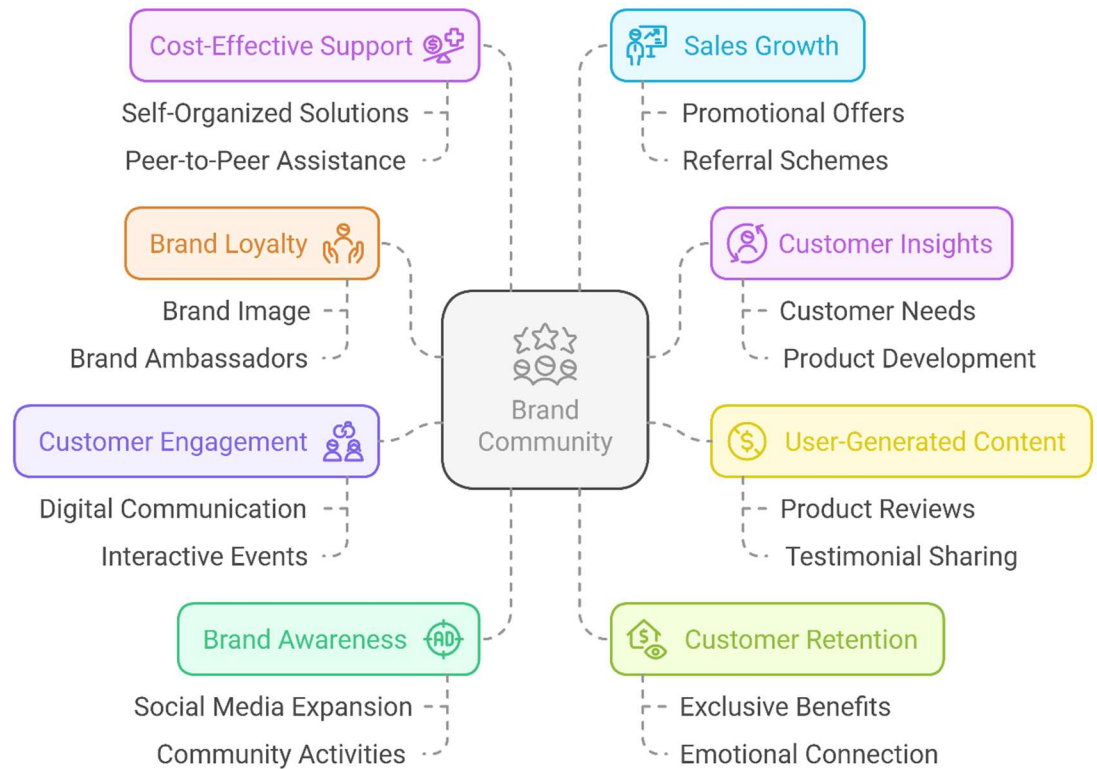 Cost-Effective Support
Self-Organized Solutions
Peer-to-Peer Assistance
Sales Growth
Promotional Offers
Referral Schemes
Brand Loyalty
Brand Image
Brand Ambassadors
Customer Insights
Customer Needs
Product Development
Brand
Community
Customer Engagement
Digital Communication
Interactive Events
User-Generated Content
Product Reviews
Testimonial Sharing
Brand Awareness
AD
Social Media Expansion
Community Activities
Customer Retention
Exclusive Benefits
Emotional Connection